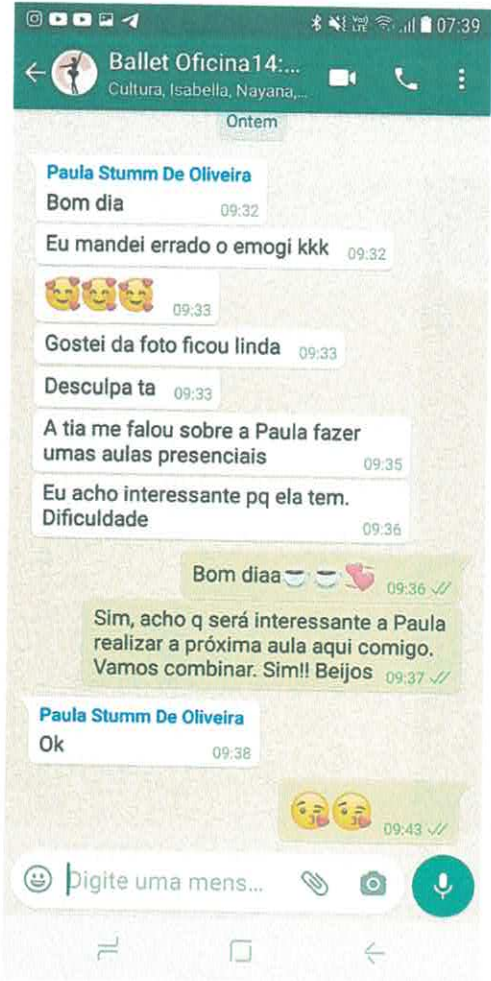 07:39
Ballet Oficina14:...
Cultura, Isabella, Nayana,...
Ontem
Paula Stumm De Oliveira
Bom dia
09:32
Eu mandei errado o emogi kkk 09:32
🥰🥰🥰 09:33
Gostei da foto ficou linda 09:33
Desculpa ta 09:33
A tia me falou sobre a Paula fazer
umas aulas presenciais
09:35
Eu acho interessante pq ela tem.
Dificuldade
09:36
Bom diaa☕☕💕 09:36
Sim, acho q será interessante a Paula
realizar a próxima aula aqui comigo.
Vamos combinar. Sim!! Beijos 09:37
Paula Stumm De Oliveira
Ok
09:38
😘😘 09:43
Digite uma mens...